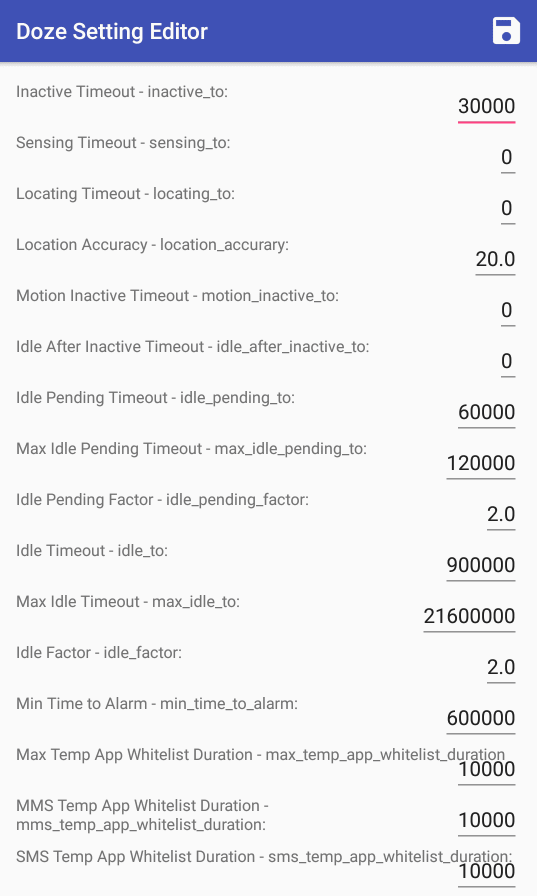 Doze Setting Editor
Inactive Timeout - inactive_to:
30000
Sensing Timeout - sensing_to:
0
Locating Timeout - locating_to:
0
Location Accuracy - location_accurary:
20.0
Motion Inactive Timeout - motion_inactive_to:
0
Idle After Inactive Timeout - idle_after_inactive_to:
0
Idle Pending Timeout - idle_pending_to:
60000
Max Idle Pending Timeout - max_idle_pending_to:
120000
Idle Pending Factor - idle_pending_factor:
2.0
Idle Timeout - idle_to:
900000
Max Idle Timeout - max_idle_to:
21600000
Idle Factor - idle_factor:
2.0
Min Time to Alarm - min_time_to_alarm:
600000
Max Temp App Whitelist Duration - max_temp_app_whitelist_duration
10000
MMS Temp App Whitelist Duration -
mms_temp_app_whitelist_duration:
10000
SMS Temp App Whitelist Duration - sms_temp_app_whitelist_duration:
10000